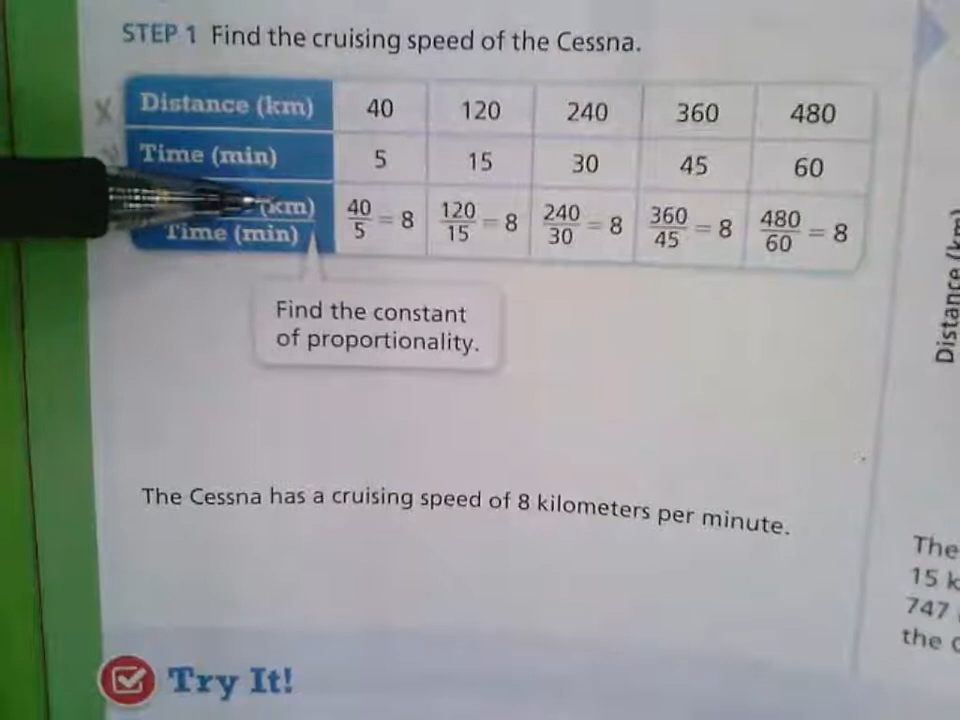 STEP 1 Find the cruising speed of the Cessna.
X Distance (km) 40 120 240 360 480
Time (min) 5 15 30 45 60
(km)
Time (min) 40/5 = 8 120/15 = 8 240/30 = 8 360/45 = 8 480/60 = 8
Find the constant
of proportionality.
The Cessna has a cruising speed of 8 kilometers per minute.
Try It!
Distance (km)
The
15 k
747
the